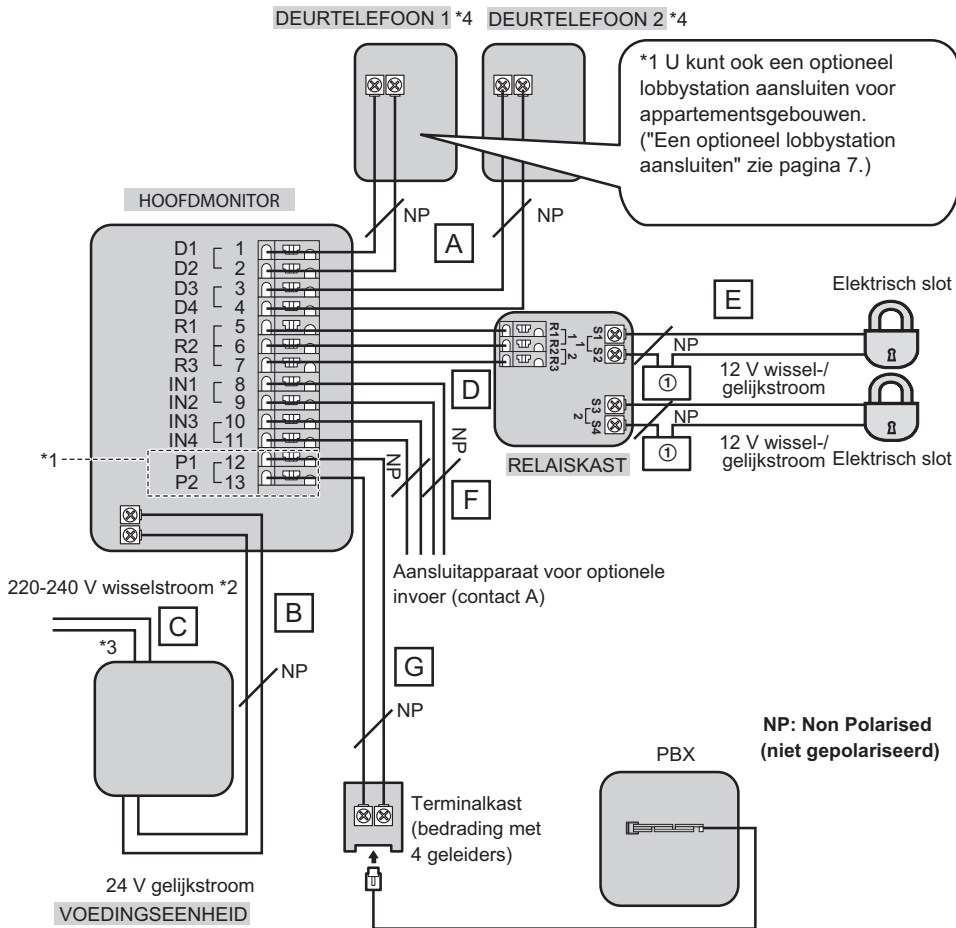 DEURTELEFOON 1 *4
DEURTELEFOON 2 *4
*1 U kunt ook een optioneel
lobbystation aansluiten voor
appartementsgebouwen.
("Een optioneel lobbystation
aansluiten" zie pagina 7.)
HOOFDMONITOR
NP
A
NP
D1 1
D2 2
D3 3
D4 4
R1 5
R2 6
R3 7
IN1 8
IN2 9
IN3 10
IN4 11
P1 12
P2 13
*1
E
Elektrisch slot
R1 R2 R3
1 2
S1 S2
1
NP
①
12 V wissel-/
gelijkstroom
D
S3 S4
2
NP
①
12 V wissel-/
gelijkstroom
Elektrisch slot
RELAISKAST
NP
NP
F
Aansluitapparaat voor optionele
invoer (contact A)
220-240 V wisselstroom *2
C
B
*3
NP
G
NP
NP: Non Polarised
(niet gepolariseerd)
PBX
Terminalkast
(bedrading met
4 geleiders)
24 V gelijkstroom
VOEDINGSEENHEID